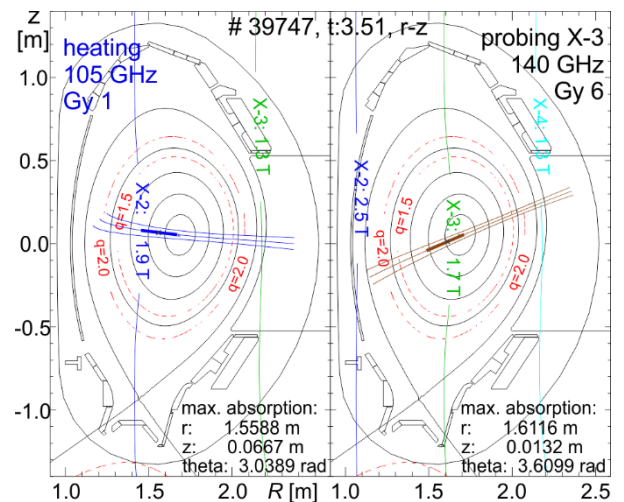 # 39747, t:3.51, r-z
z
[m]
heating
105 GHz
Gy 1
probing X-3
140 GHz
Gy 6
1.0
0.5
0.0
-0.5
-1.0
X-3: 1.3 T
X-2: 1.9 T
q=1.5
q=2.0
q=2.0
X-4: 1.3 T
X-2: 2.5 T
X-3: 1.7 T
q=1.5
q=2.0
q=2.0
max. absorption:
r: 1.5588 m
z: 0.0667 m
theta: 3.0389 rad
max. absorption:
r: 1.6116 m
z: 0.0132 m
theta: 3.6099 rad
1.0 1.5 2.0 R [m] 1.0 1.5 2.0